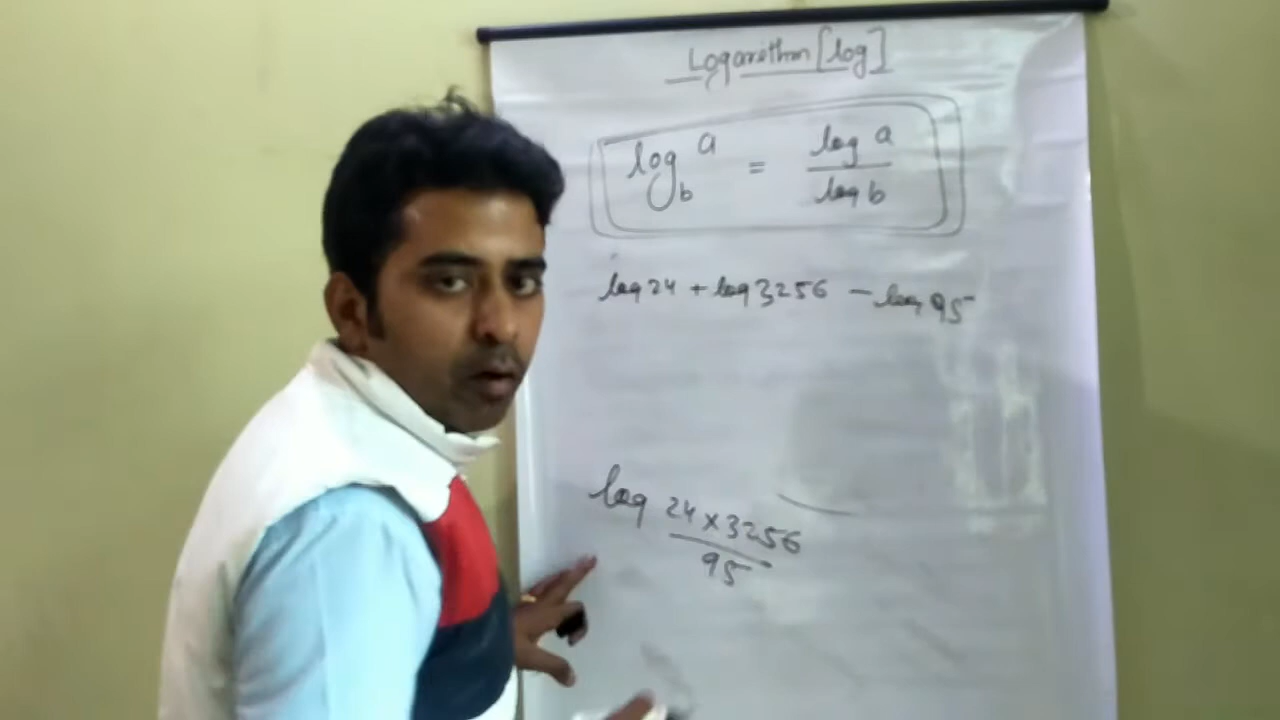 Logarithm [log]
log_b a = log a / log b
log 24 + log 3256 - log 95
log 24 x 3256 / 95